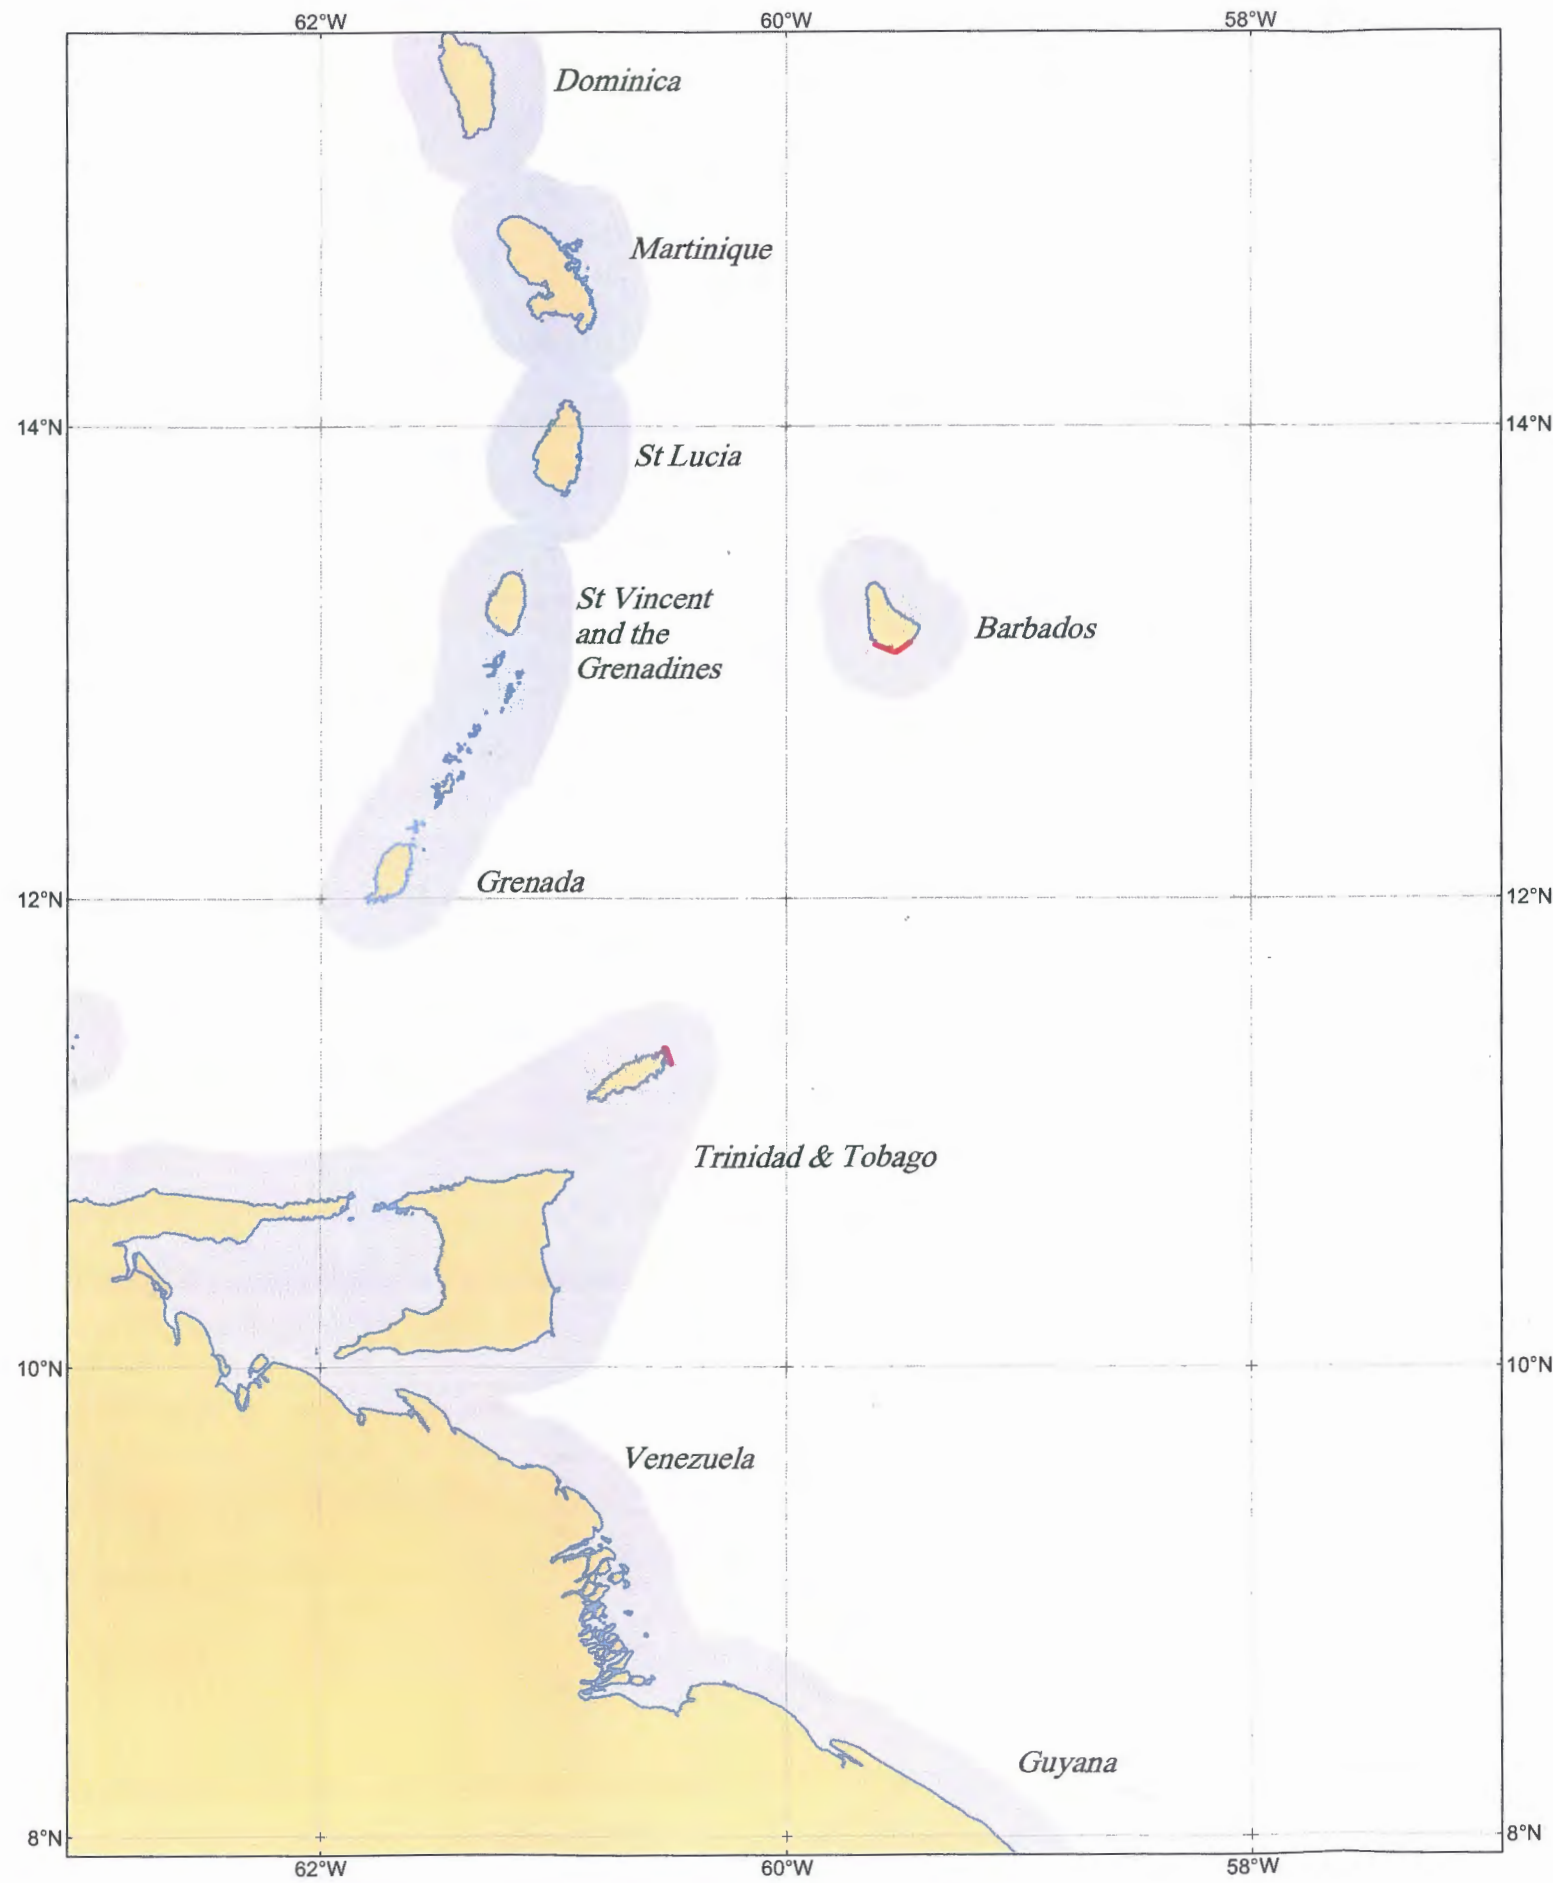 62°W 60°W 58°W
Dominica
Martinique
14°N 14°N
St Lucia
St Vincent
and the
Grenadines
Barbados
Grenada
12°N 12°N
Trinidad & Tobago
10°N 10°N
Venezuela
Guyana
8°N 8°N
62°W 60°W 58°W